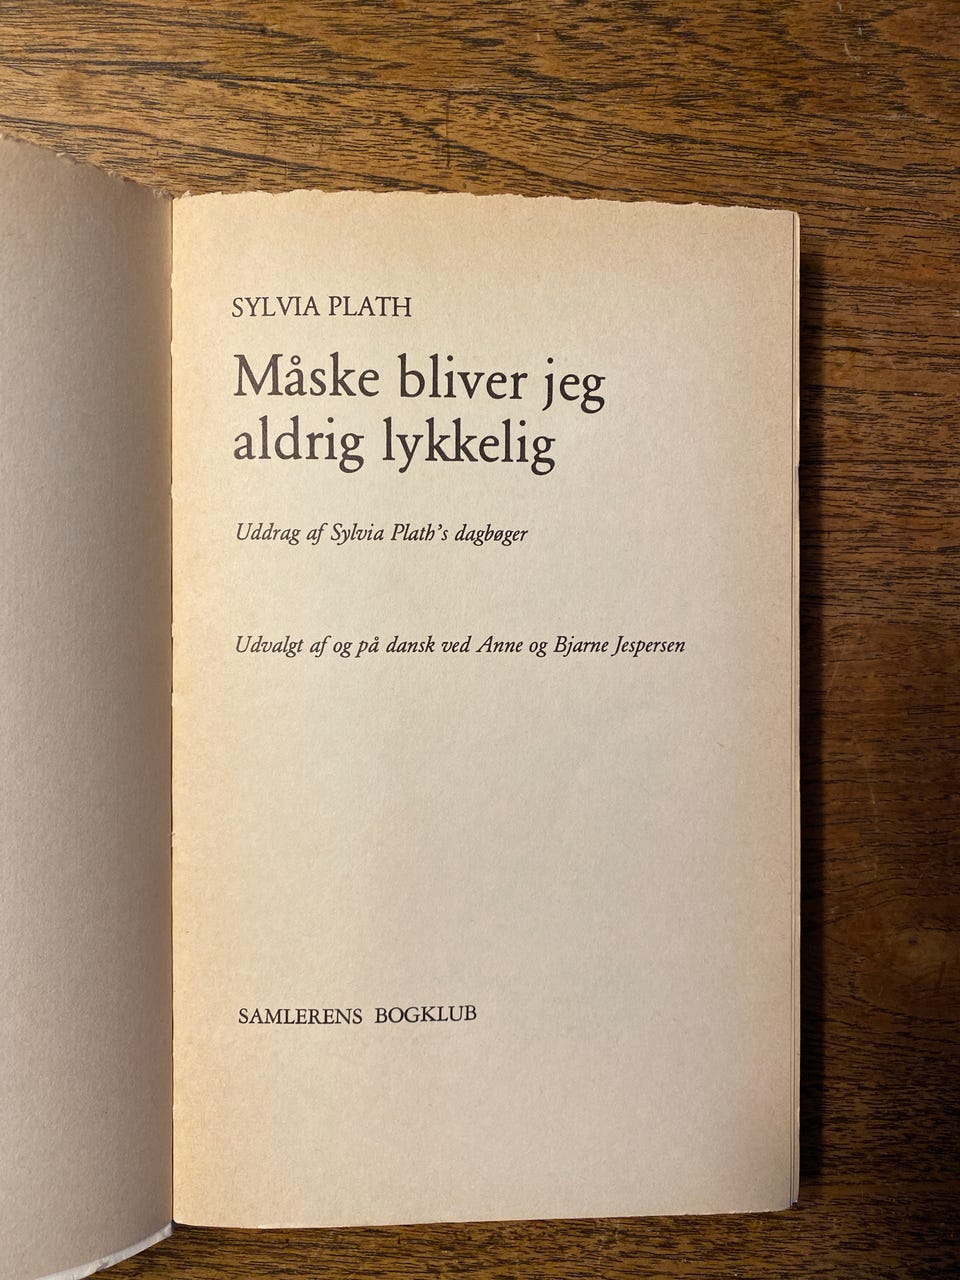 SYLVIA PLATH
Måske bliver jeg
aldrig lykkelig
Uddrag af Sylvia Plath's dagbøger
Udvalgt af og på dansk ved Anne og Bjarne Jespersen
SAMLERENS BOGKLUB